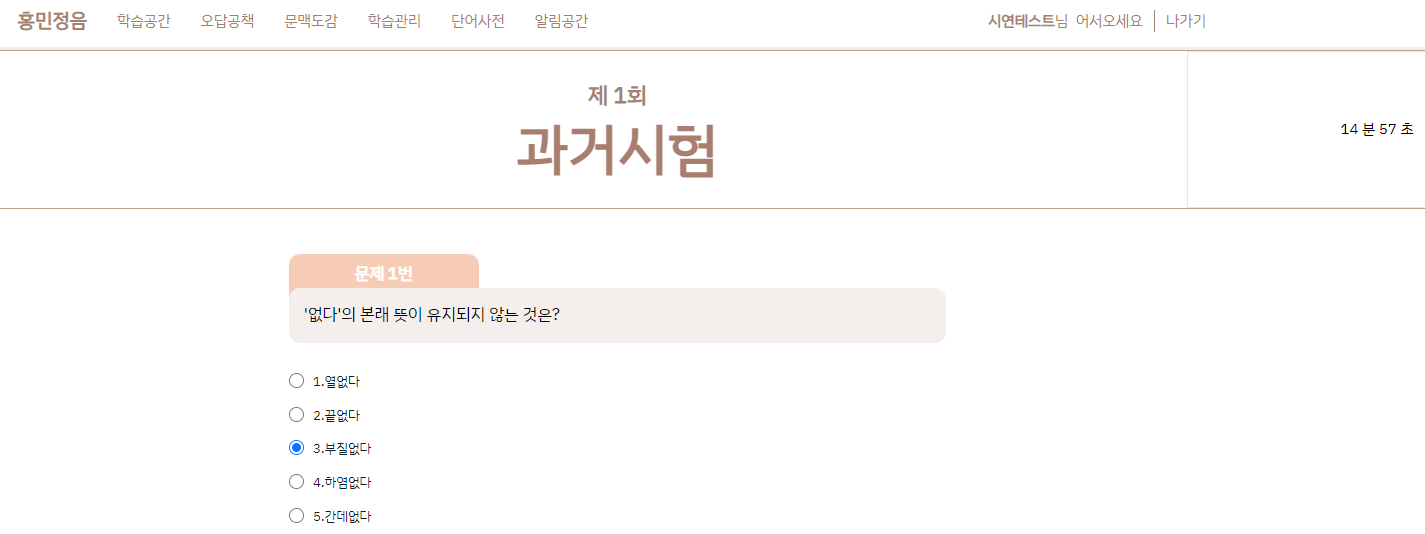 홍민정음 학습공간 오답공책 문맥도감 학습관리 단어사전 알림공간 시연테스트님 어서오세요 나가기
제 1회
과거시험
14 분 57 초
문제 1번
'없다'의 본래 뜻이 유지되지 않는 것은?
1.열없다
2.끝없다
3.부질없다
4.하염없다
5.간데없다